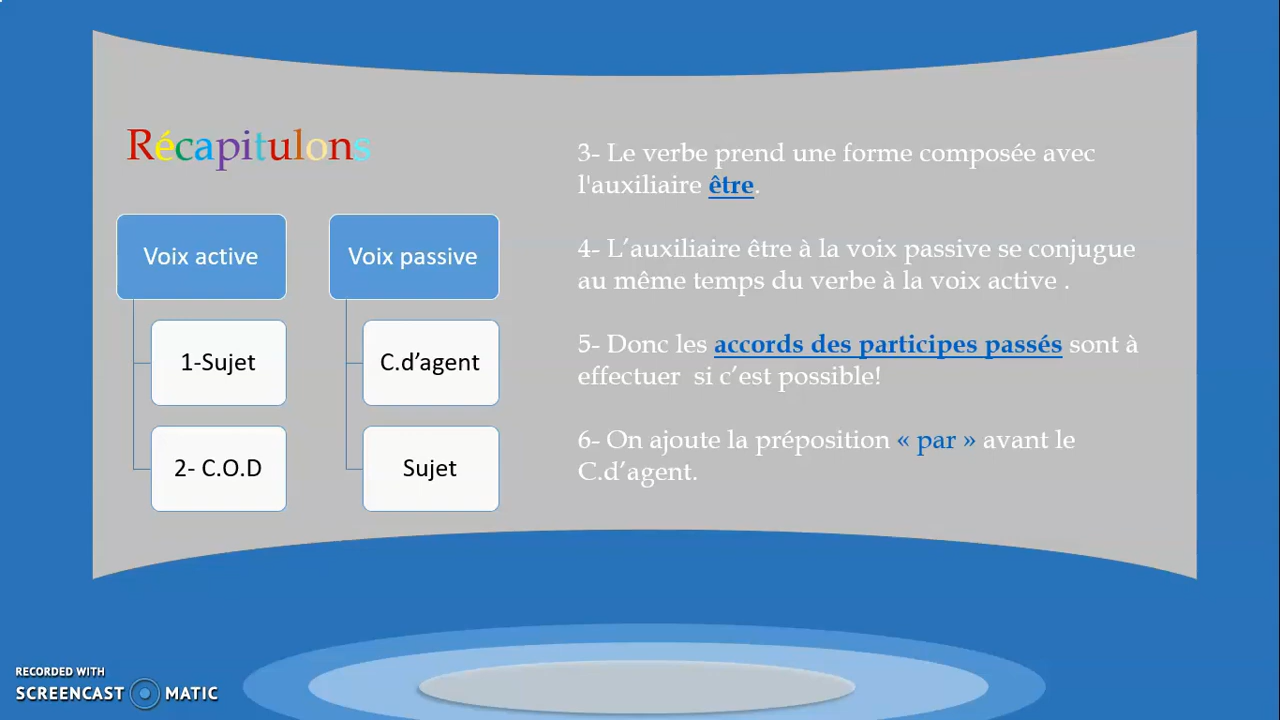 Récapitulons
Voix active
1-Sujet
2- C.O.D
Voix passive
C.d’agent
Sujet
3- Le verbe prend une forme composée avec
l'auxiliaire être.
4- L’auxiliaire être à la voix passive se conjugue
au même temps du verbe à la voix active .
5- Donc les accords des participes passés sont à
effectuer  si c’est possible!
6- On ajoute la préposition « par » avant le
C.d’agent.
RECORDED WITH
SCREENCAST MATIC